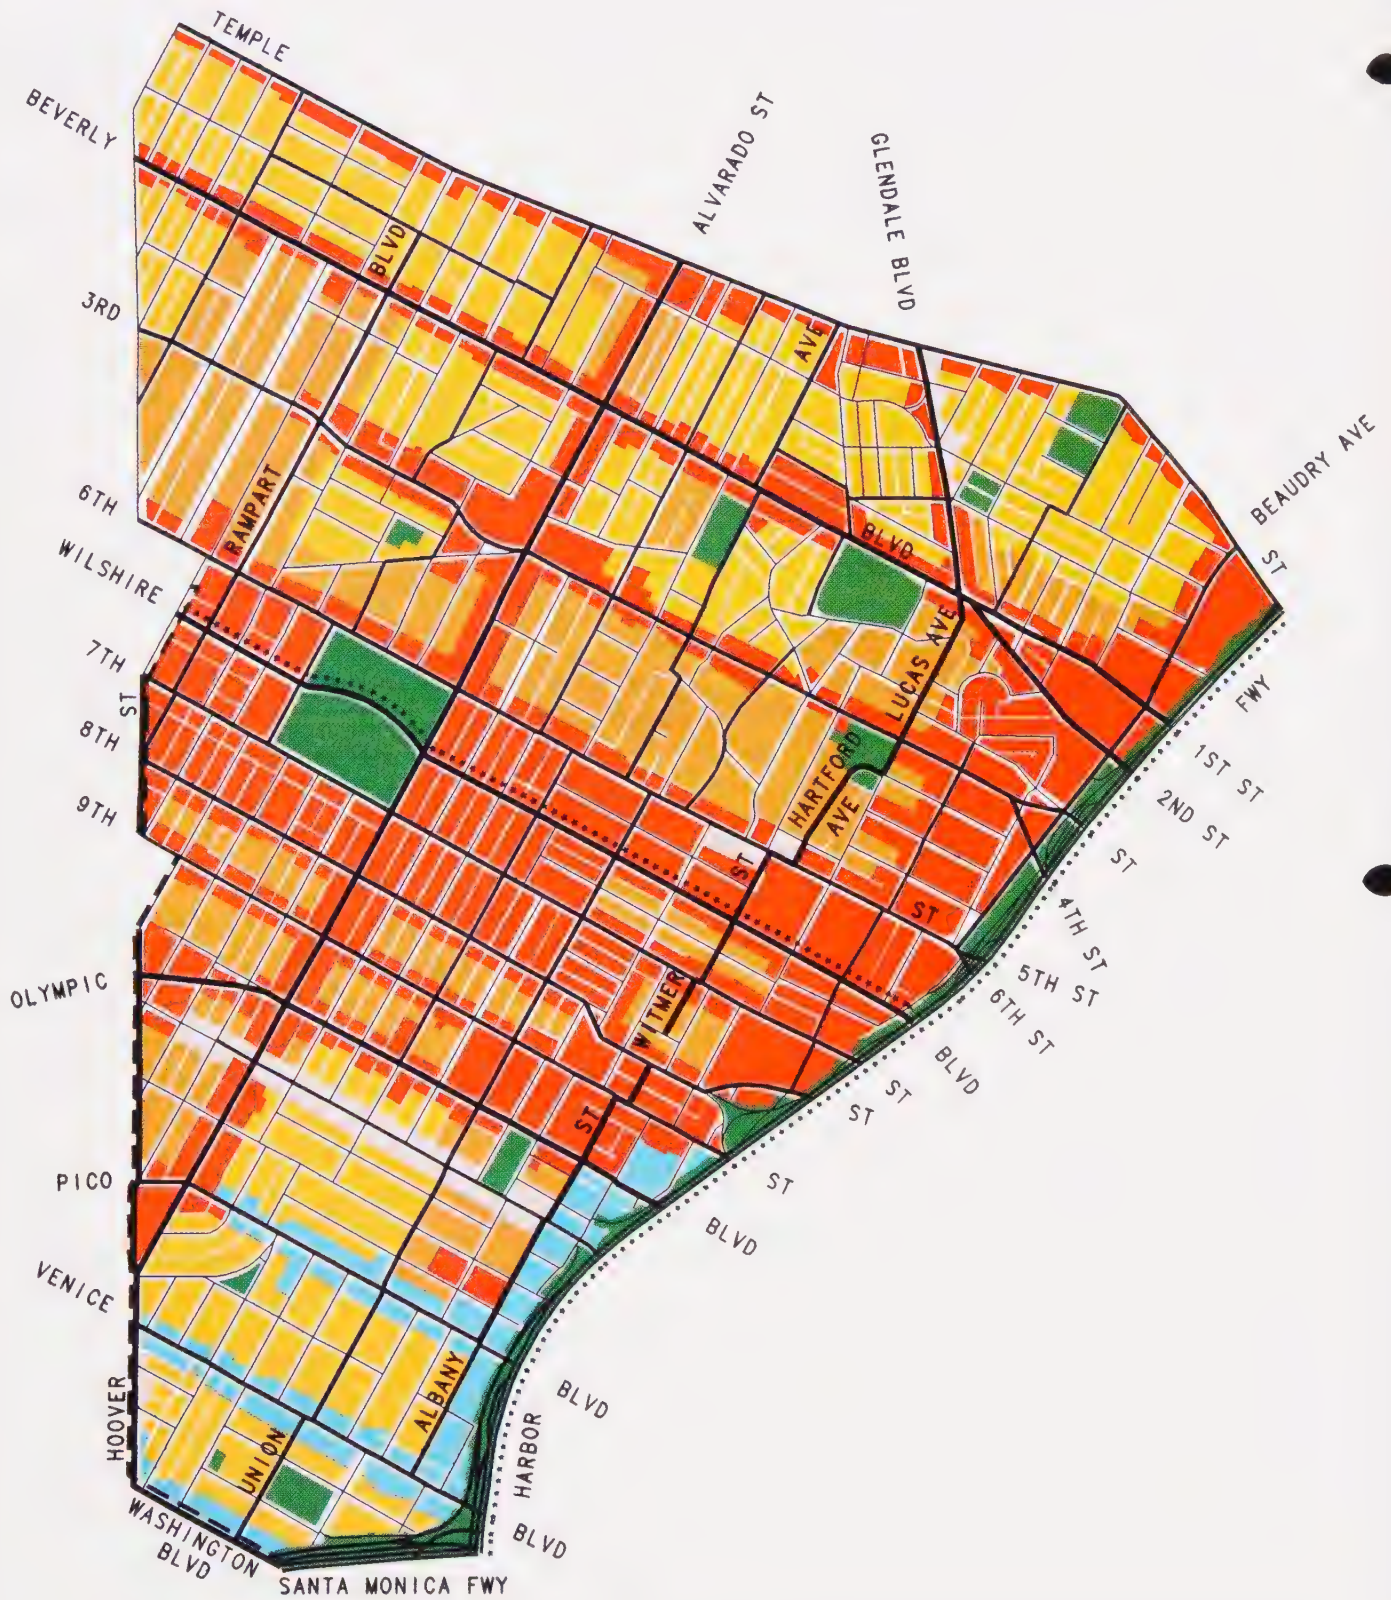 TEMPLE
BEVERLY
ALVARADO ST
GLENDALE BLVD
3RD
BLVD
AVE
6TH
RAMPART
BEAUDRY AVE
WILSHIRE
BLVD
ST
7TH
ST
LUCAS AVE
FWY
8TH
HARTFORD
AVE
1ST ST
2ND ST
9TH
ST
ST
ST
4TH ST
5TH ST
6TH ST
OLYMPIC
WITMER
BLVD
ST
ST
ST
PICO
ST
BLVD
VENICE
ALBANY
BLVD
HOOVER
UNION
HARBOR
BLVD
WASHINGTON
BLVD
SANTA MONICA FWY